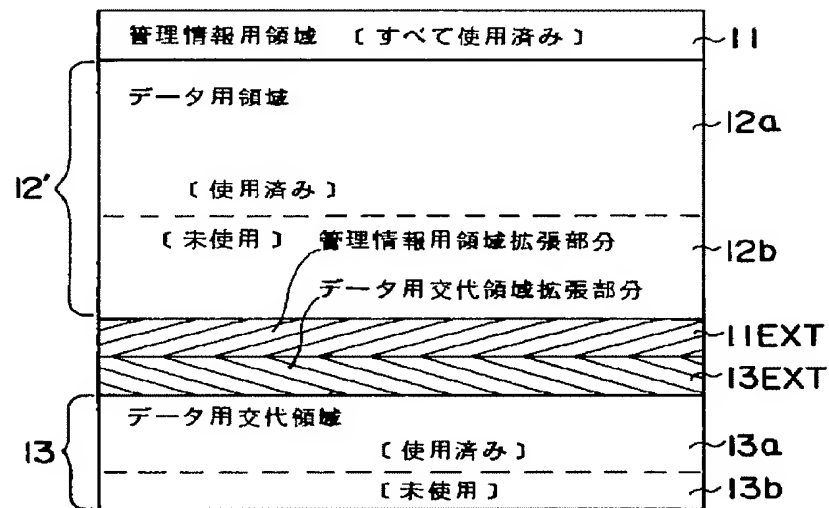 管理情報用領域 〔すべて使用済み〕 11
データ用領域
12a
12'
〔使用済み〕
〔未使用〕 管理情報用領域拡張部分
12b
データ用交代領域拡張部分
11EXT
13EXT
データ用交代領域
13
〔使用済み〕 13a
〔未使用〕 13b